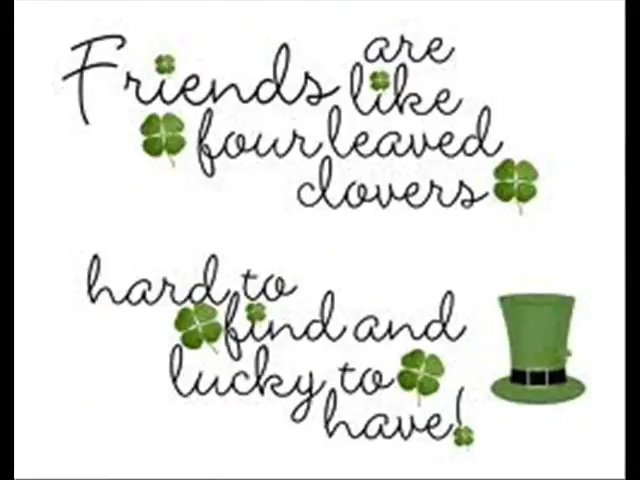 Friends are
like
four leaved
clovers
hard to
find and
lucky to
have!